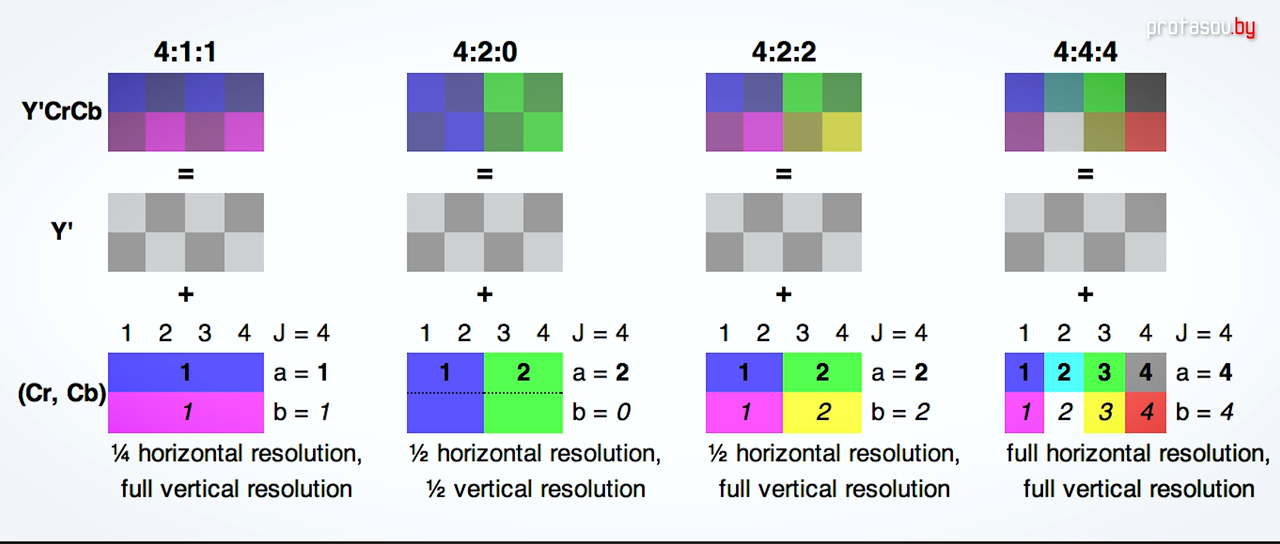 protasov.by
4:1:1 4:2:0 4:2:2 4:4:4
Y'CrCb
= = = =
Y'
+ + + +
1 2 3 4 J = 4 1 2 3 4 J = 4 1 2 3 4 J = 4 1 2 3 4 J = 4
1 a = 1 1 2 a = 2 1 2 a = 2 1 2 3 4 a = 4
(Cr, Cb)
1 b = 1 b = 0 1 2 b = 2 1 2 3 4 b = 4
¼ horizontal resolution, ½ horizontal resolution, ½ horizontal resolution, full horizontal resolution,
full vertical resolution ½ vertical resolution full vertical resolution full vertical resolution